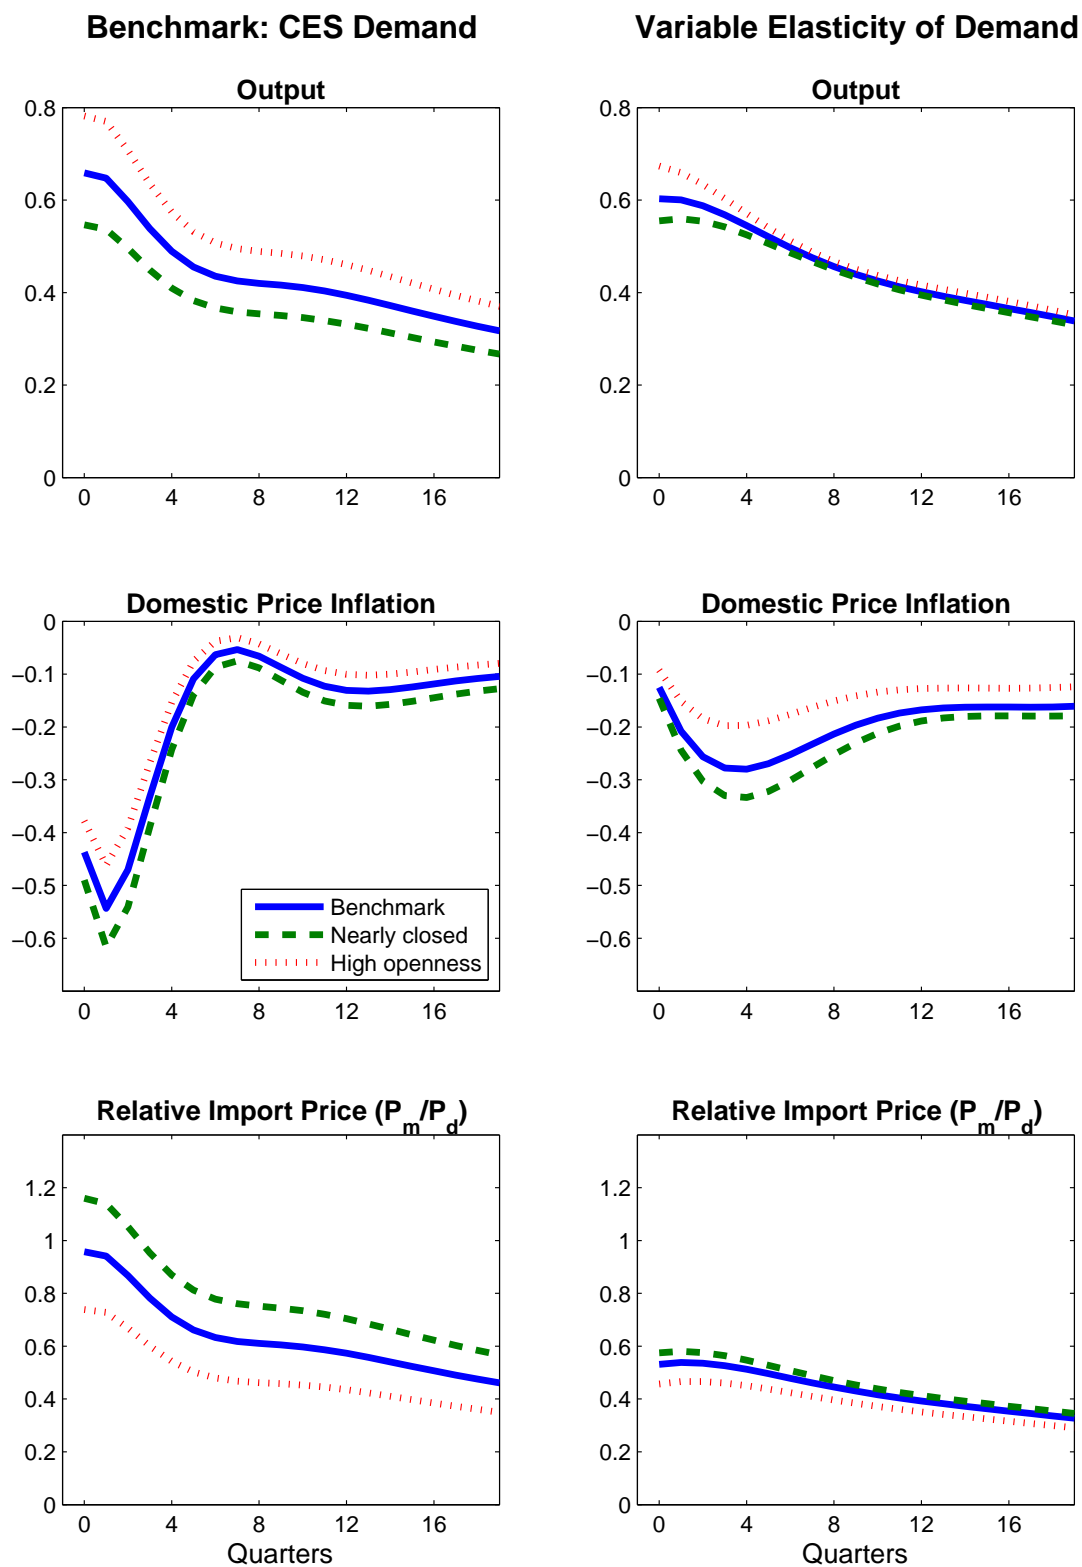 Benchmark: CES Demand
Variable Elasticity of Demand
Output
0.8
0.6
0.4
0.2
0
0 4 8 12 16
Output
0.8
0.6
0.4
0.2
0
0 4 8 12 16
Domestic Price Inflation
0
−0.1
−0.2
−0.3
−0.4
−0.5
−0.6
Benchmark
Nearly closed
High openness
0 4 8 12 16
Domestic Price Inflation
0
−0.1
−0.2
−0.3
−0.4
−0.5
−0.6
0 4 8 12 16
Relative Import Price (P_m/P_d)
1.2
1
0.8
0.6
0.4
0.2
0
0 4 8 12 16
Quarters
Relative Import Price (P_m/P_d)
1.2
1
0.8
0.6
0.4
0.2
0
0 4 8 12 16
Quarters